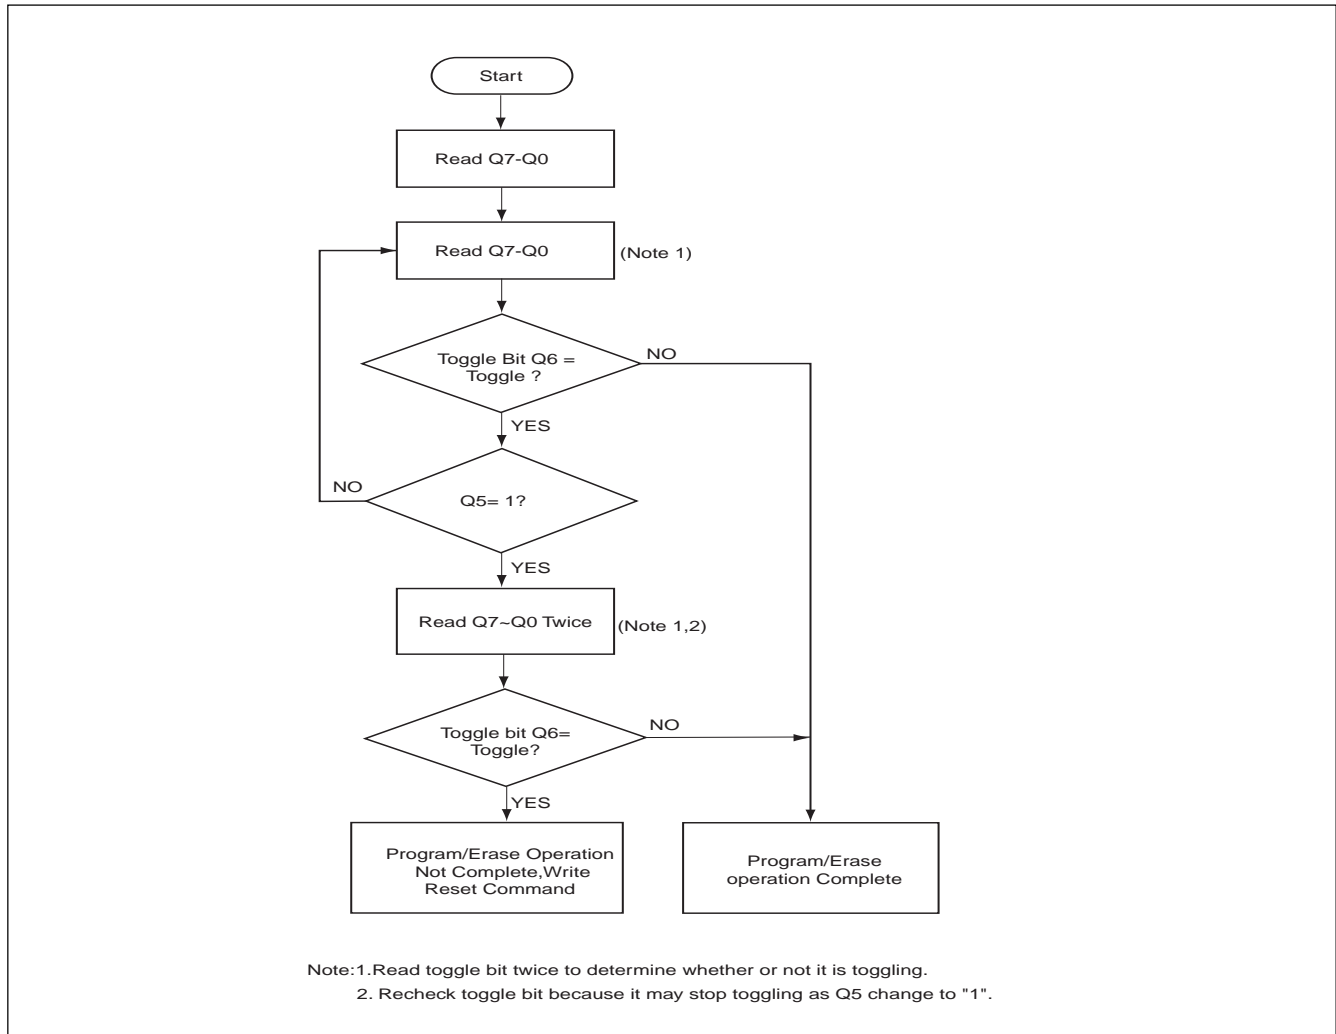 Start
Read Q7-Q0
Read Q7-Q0
(Note 1)
Toggle Bit Q6 =
Toggle ?
NO
YES
Q5= 1?
NO
YES
Read Q7~Q0 Twice
(Note 1,2)
Toggle bit Q6=
Toggle?
NO
YES
Program/Erase Operation
Not Complete,Write
Reset Command
Program/Erase
operation Complete
Note:1.Read toggle bit twice to determine whether or not it is toggling.
2. Recheck toggle bit because it may stop toggling as Q5 change to "1".